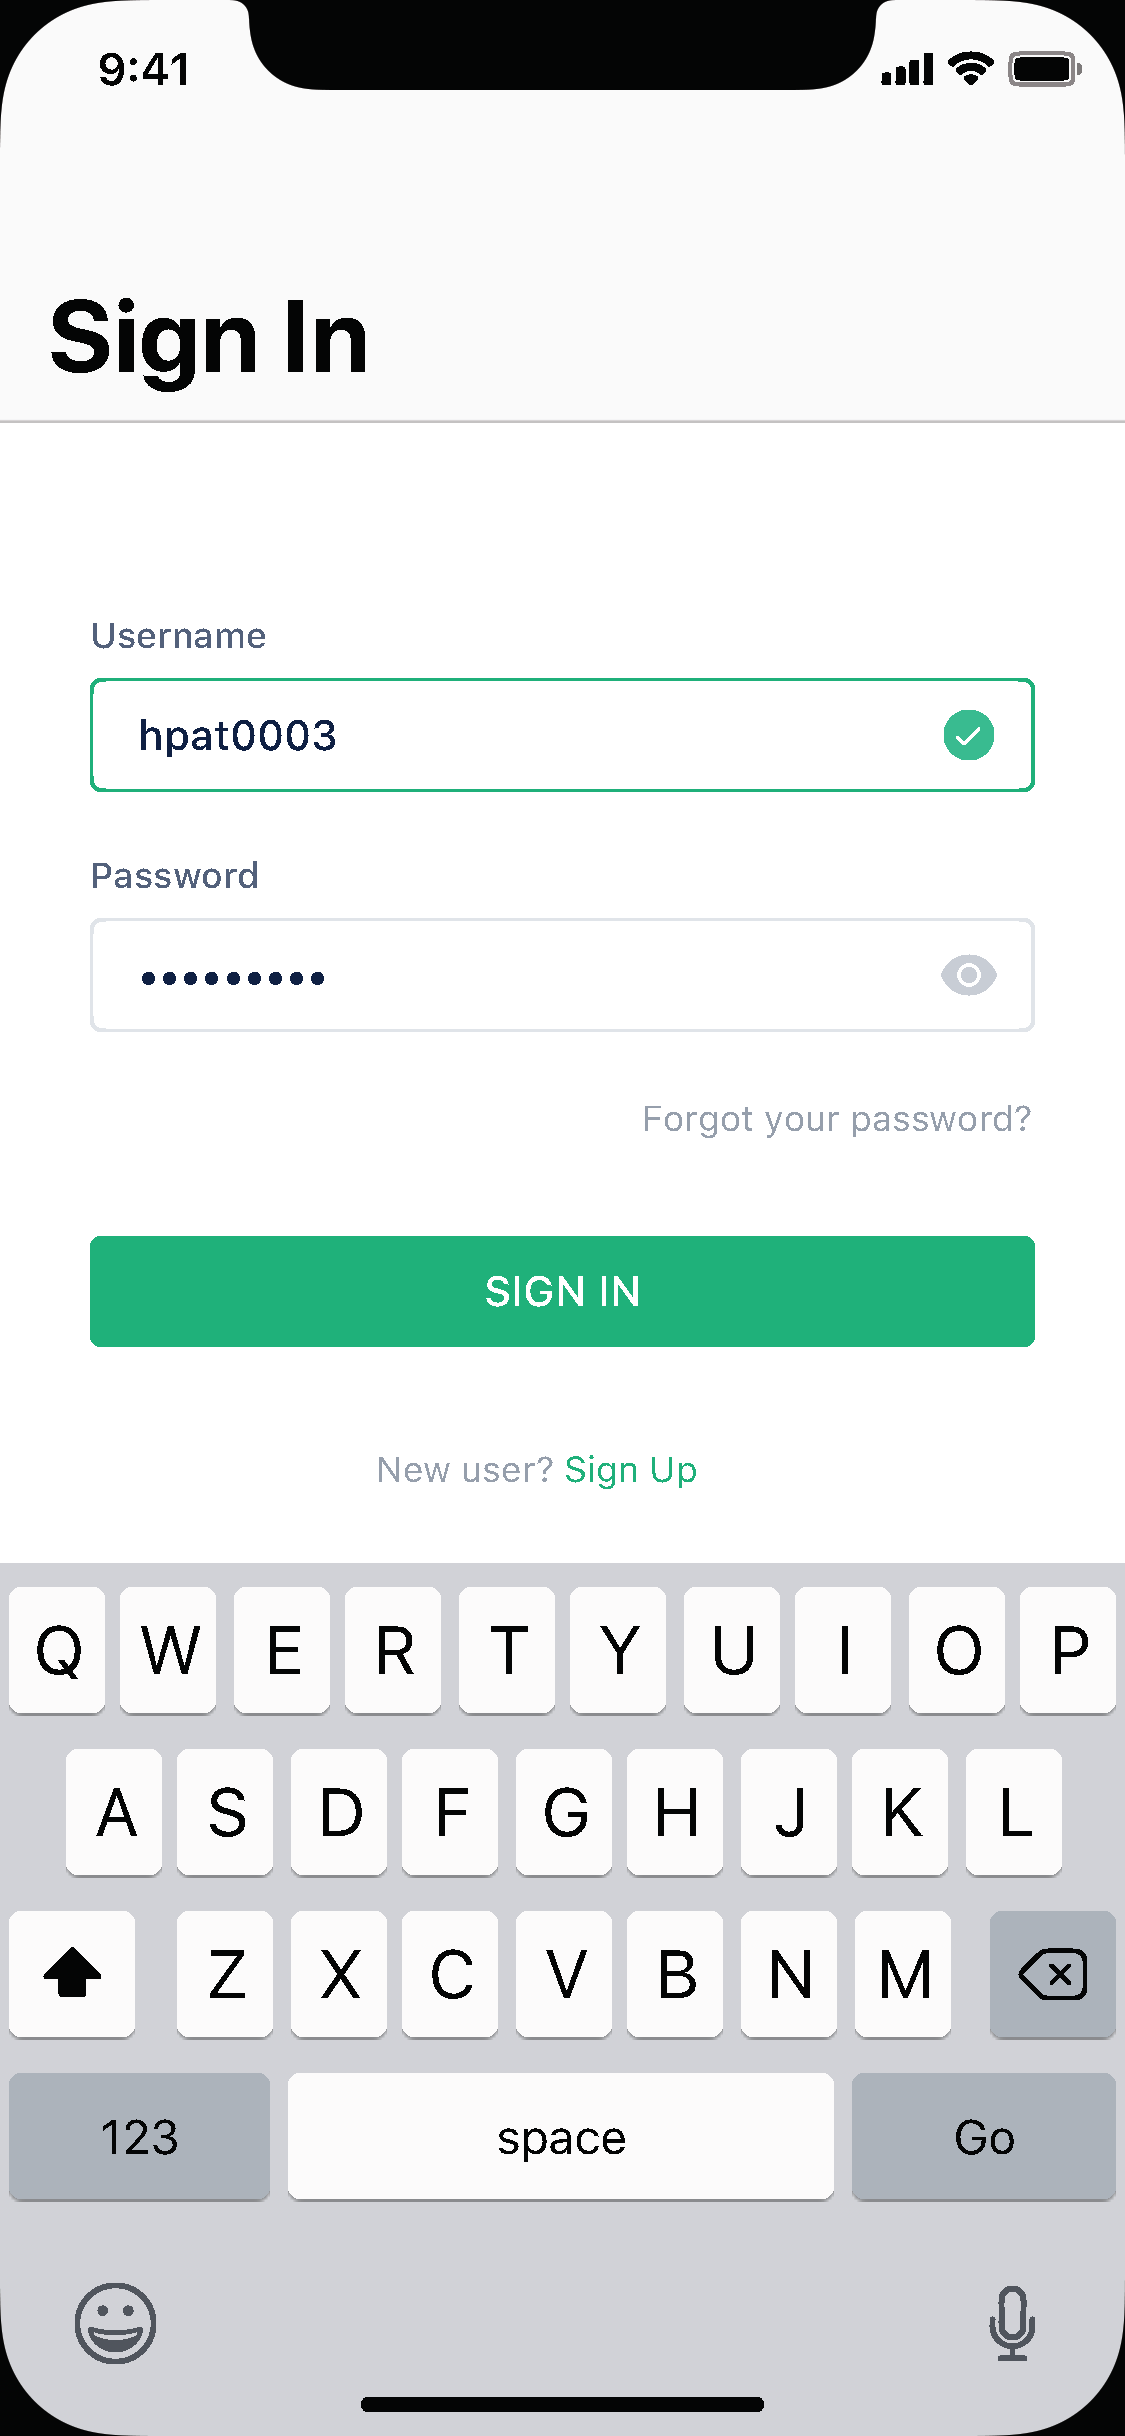 9:41
Sign In
Username
hpat0003
Password
•••••••••
Forgot your password?
SIGN IN
New user? Sign Up
Q W E R T Y U I O P
A S D F G H J K L
Z X C V B N M
123 space Go